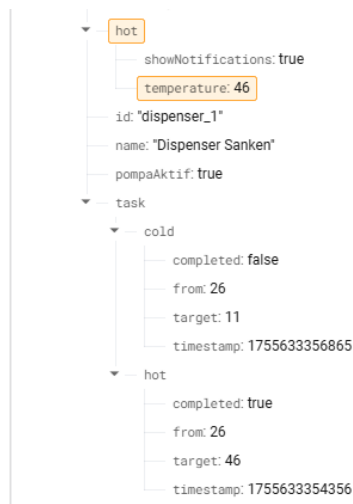 hot
showNotifications: true
temperature: 46
id: "dispenser_1"
name: "Dispenser Sanken"
pompaAktif: true
task
cold
completed: false
from: 26
target: 11
timestamp: 1755633356865
hot
completed: true
from: 26
target: 46
timestamp: 1755633354356